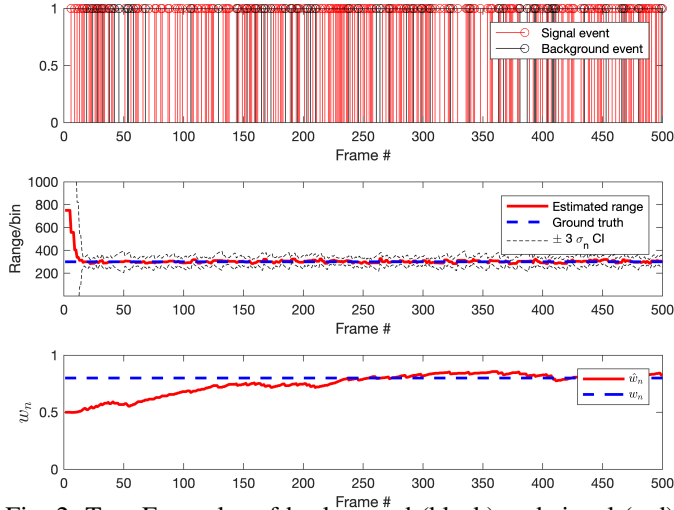 1
Signal event
Background event
0.5
0
0 50 100 150 200 250 300 350 400 450 500
Frame #
1000
Estimated range
800
Ground truth
600
± 3 σn CI
400
200
Range/bin
0 50 100 150 200 250 300 350 400 450 500
Frame #
1
ŵn
wn
0.5
wn
0
0 50 100 150 200 250 300 350 400 450 500
Frame #